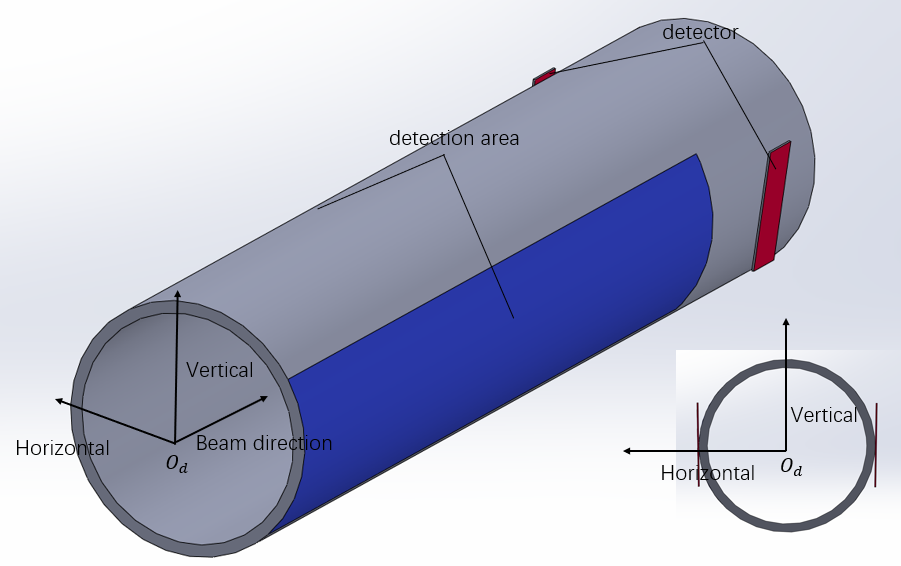 detector
detection area
Vertical
Horizontal
Beam direction
O_d
Vertical
Horizontal
O_d